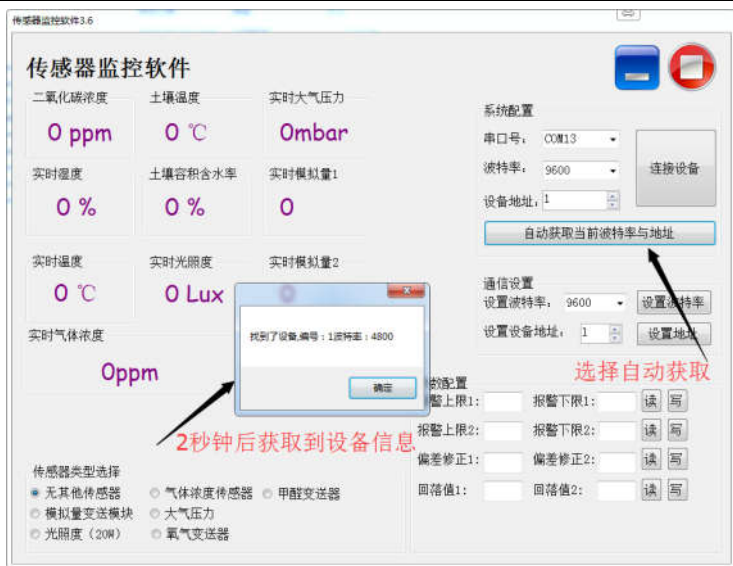 传感器监控软件3.6
传感器监控软件
二氧化碳浓度 土壤温度 实时大气压力
0 ppm 0 ℃ 0mbar
实时湿度 土壤容积含水率 实时模拟量1
0 % 0 % 0
实时温度 实时光照度 实时模拟量2
0 ℃ 0 Lux 0
实时气体浓度
0ppm
系统配置
串口号： COM13
波特率： 9600
设备地址： 1
连接设备
自动获取当前波特率与地址
通信设置
设置波特率： 9600 设置波特率
设置设备地址： 1 设置地址
选择自动获取
找到了设备,编号：1波特率：4800
确定
2秒钟后获取到设备信息
数配置
警上限1: 报警下限1: 读 写
报警上限2: 报警下限2: 读 写
偏差修正1: 偏差修正2: 读 写
回落值1: 回落值2: 读 写
传感器类型选择
无其他传感器 气体浓度传感器 甲醛变送器
模拟量变送模块 大气压力
光照度（20W） 氧气变送器